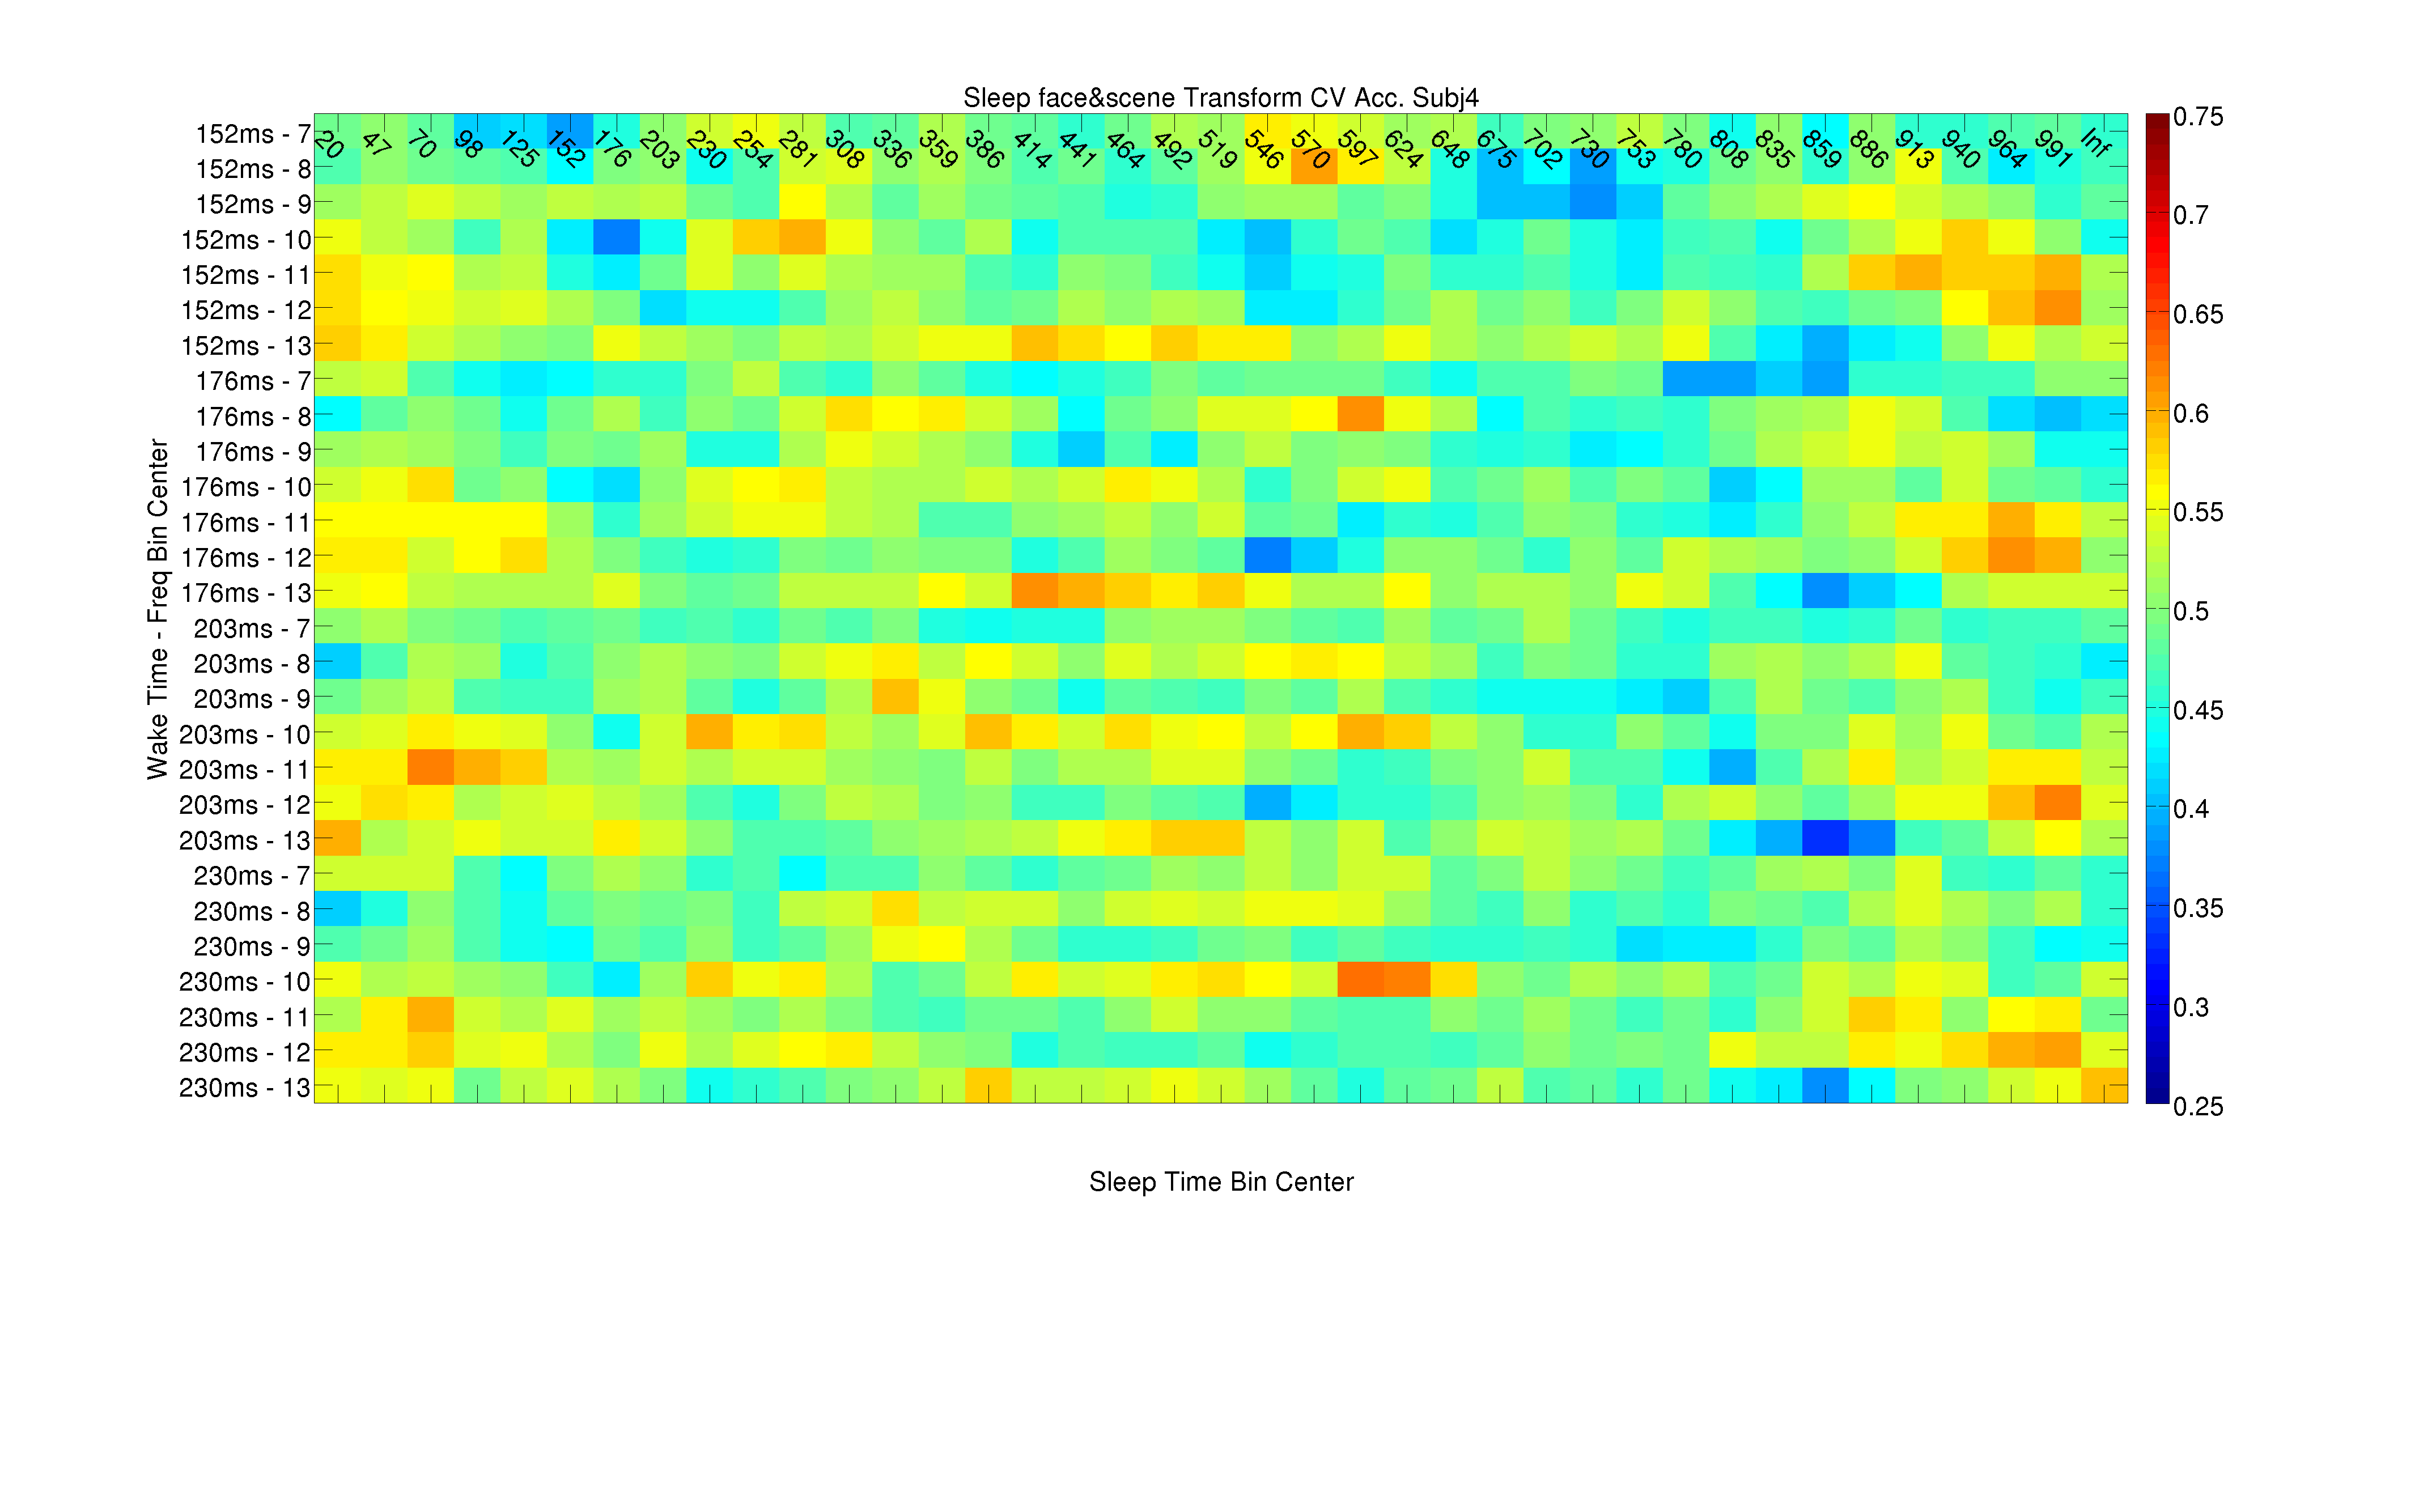 Sleep face&scene Transform CV Acc. Subj4
20 47 70 98 125 152 176 203 230 254 281 308 336 359 386 414 441 464 492 519 546 570 597 624 648 675 702 730 753 780 808 835 859 886 913 940 964 991 Inf
Wake Time - Freq Bin Center
152ms - 7
152ms - 8
152ms - 9
152ms - 10
152ms - 11
152ms - 12
152ms - 13
176ms - 7
176ms - 8
176ms - 9
176ms - 10
176ms - 11
176ms - 12
176ms - 13
203ms - 7
203ms - 8
203ms - 9
203ms - 10
203ms - 11
203ms - 12
203ms - 13
230ms - 7
230ms - 8
230ms - 9
230ms - 10
230ms - 11
230ms - 12
230ms - 13
0.75
0.7
0.65
0.6
0.55
0.5
0.45
0.4
0.35
0.3
0.25
Sleep Time Bin Center